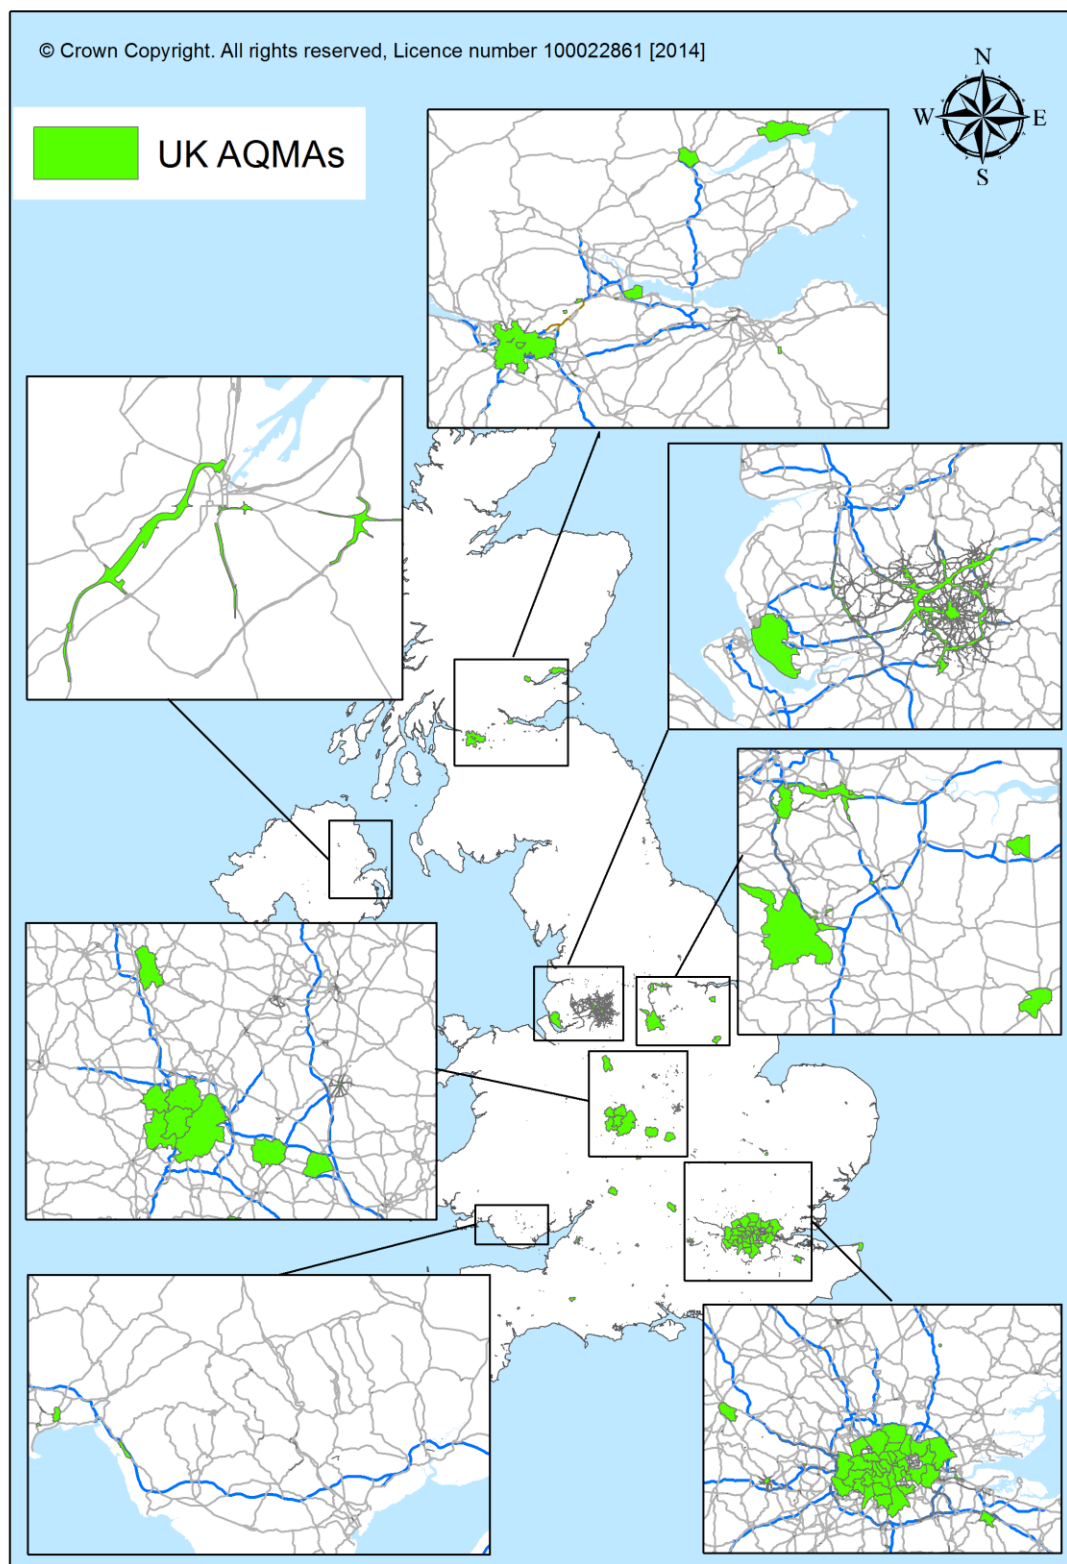 © Crown Copyright. All rights reserved, Licence number 100022861 [2014]
N
W
E
S
UK AQMAs